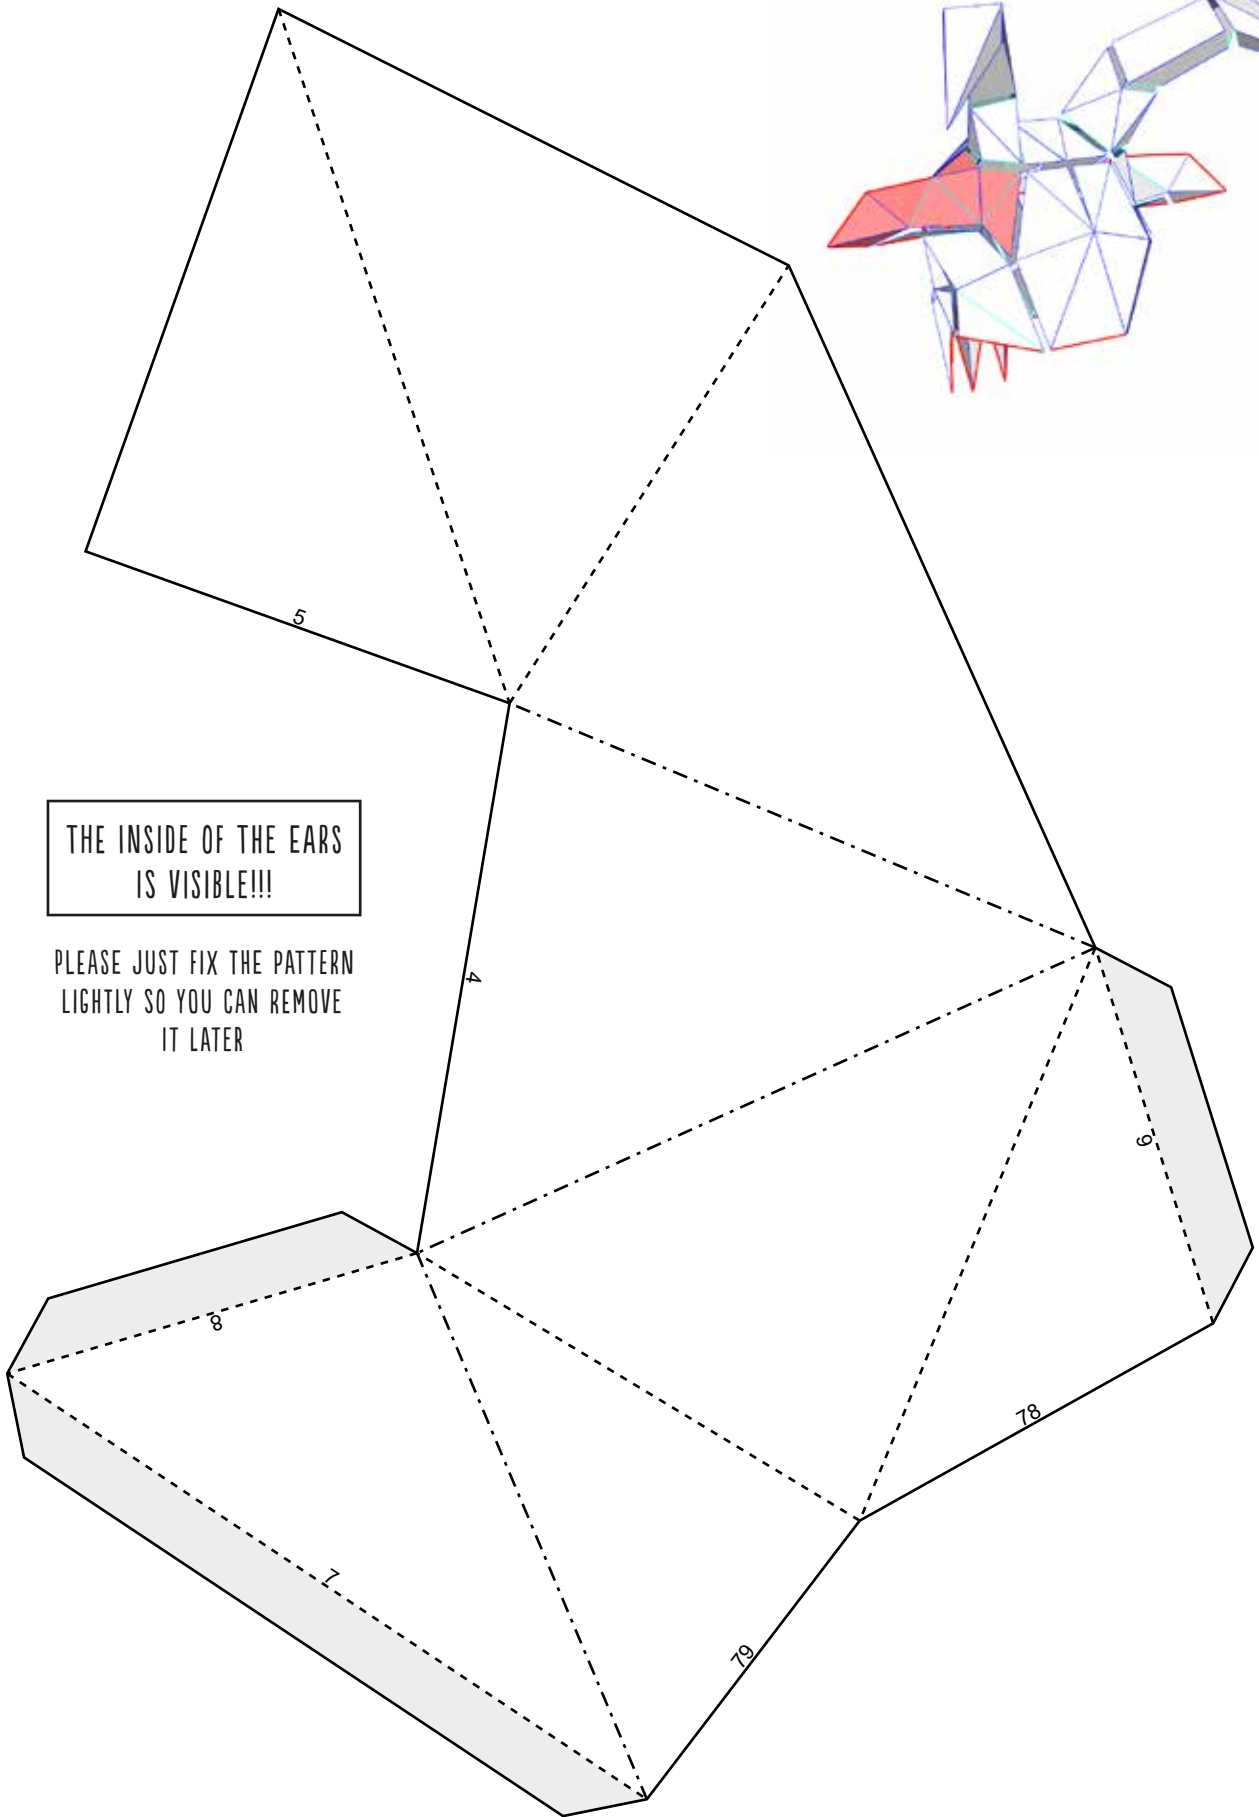 5
THE INSIDE OF THE EARS
IS VISIBLE!!!
PLEASE JUST FIX THE PATTERN
LIGHTLY SO YOU CAN REMOVE
IT LATER
4
9
8
78
7
79